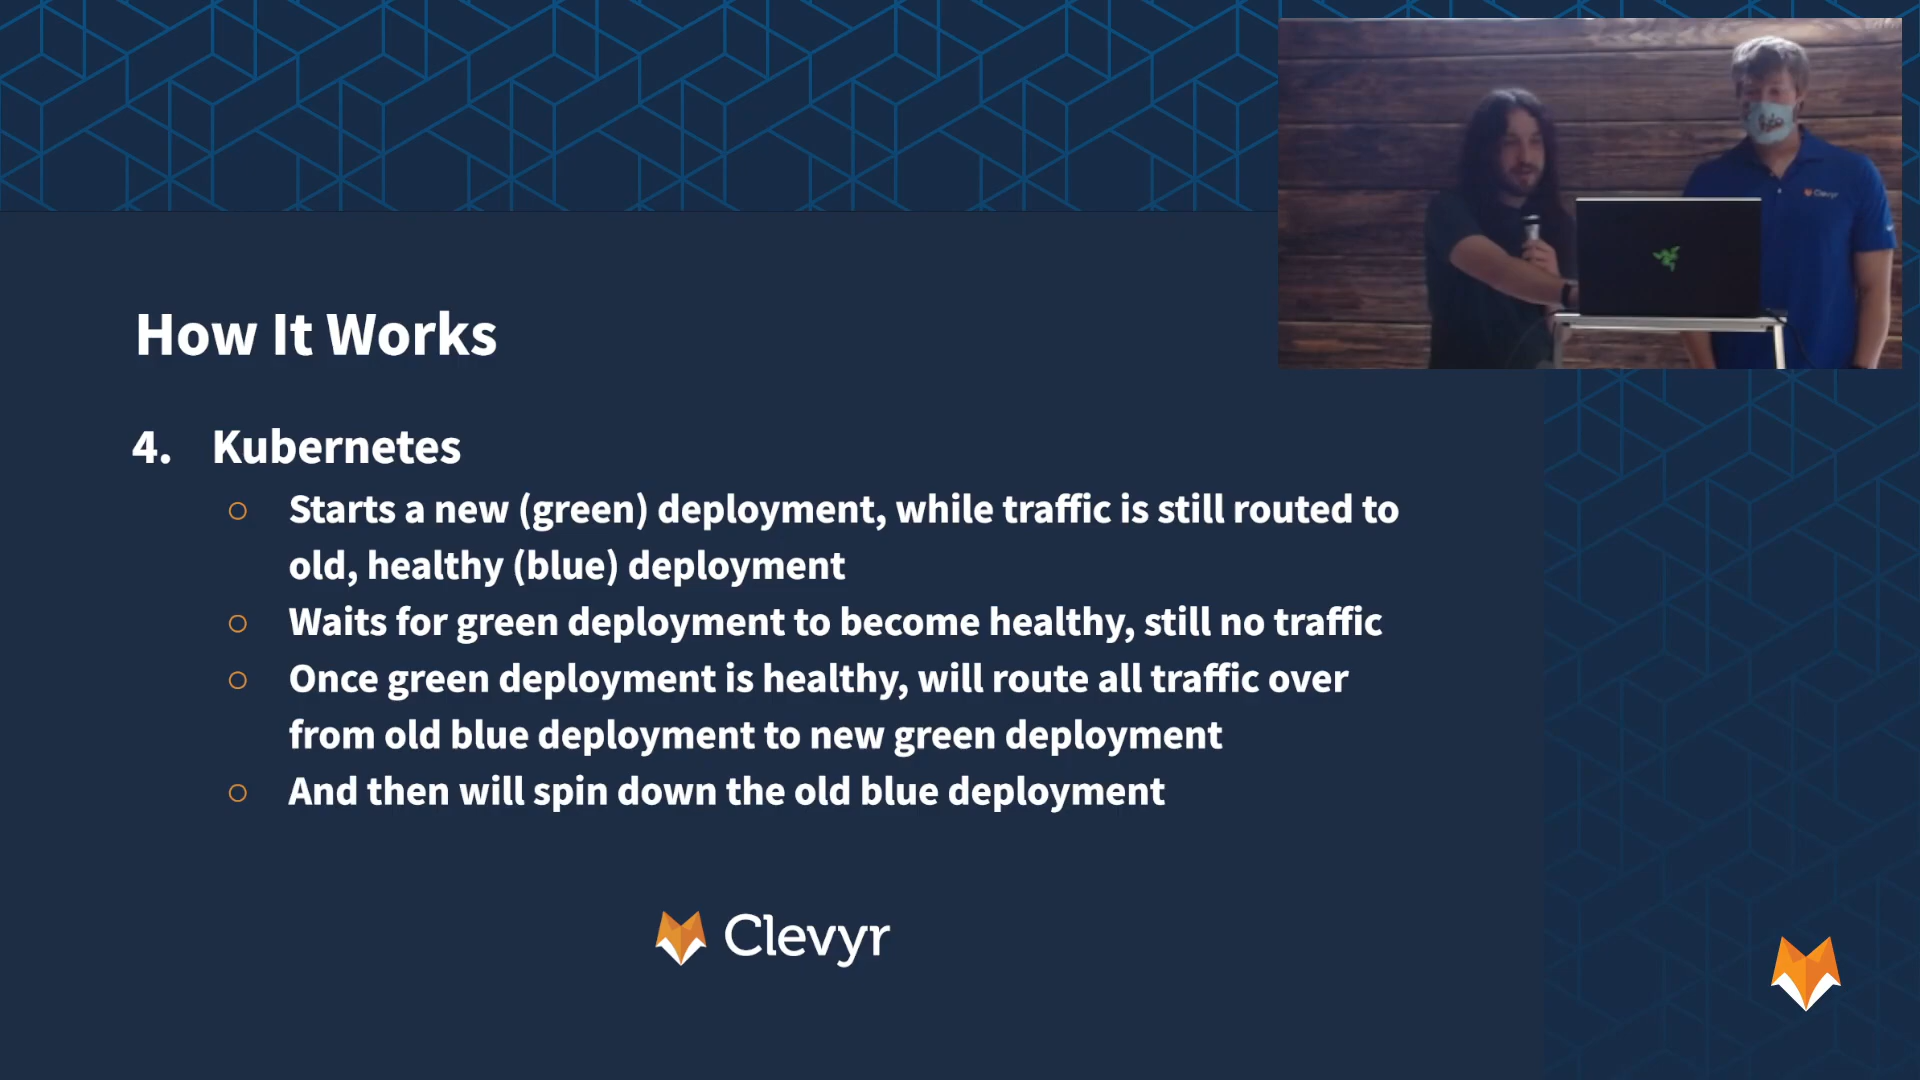 How It Works
4. Kubernetes
○ Starts a new (green) deployment, while traffic is still routed to
old, healthy (blue) deployment
○ Waits for green deployment to become healthy, still no traffic
○ Once green deployment is healthy, will route all traffic over
from old blue deployment to new green deployment
○ And then will spin down the old blue deployment
Clevyr
Clevyr